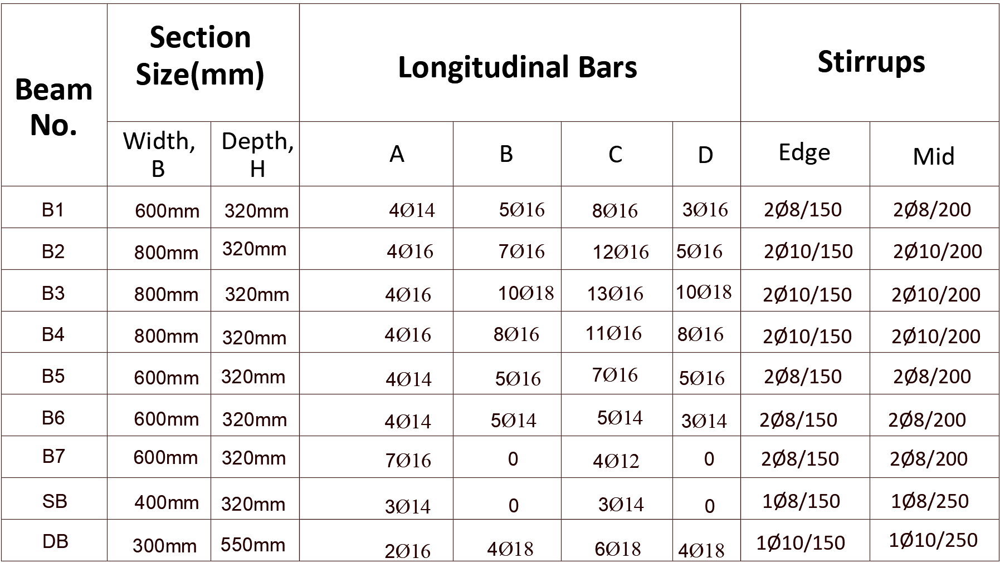 Beam
No.
Section
Size(mm)
Longitudinal Bars
Stirrups
Width,
B
Depth,
H
A
B
C
D
Edge
Mid
B1 600mm 320mm 4Ø14 5Ø16 8Ø16 3Ø16 2Ø8/150 2Ø8/200
B2 800mm 320mm 4Ø16 7Ø16 12Ø16 5Ø16 2Ø10/150 2Ø10/200
B3 800mm 320mm 4Ø16 10Ø18 13Ø16 10Ø18 2Ø10/150 2Ø10/200
B4 800mm 320mm 4Ø16 8Ø16 11Ø16 8Ø16 2Ø10/150 2Ø10/200
B5 600mm 320mm 4Ø14 5Ø16 7Ø16 5Ø16 2Ø8/150 2Ø8/200
B6 600mm 320mm 4Ø14 5Ø14 5Ø14 3Ø14 2Ø8/150 2Ø8/200
B7 600mm 320mm 7Ø16 0 4Ø12 0 2Ø8/150 2Ø8/200
SB 400mm 320mm 3Ø14 0 3Ø14 0 1Ø8/150 1Ø8/250
DB 300mm 550mm 2Ø16 4Ø18 6Ø18 4Ø18 1Ø10/150 1Ø10/250